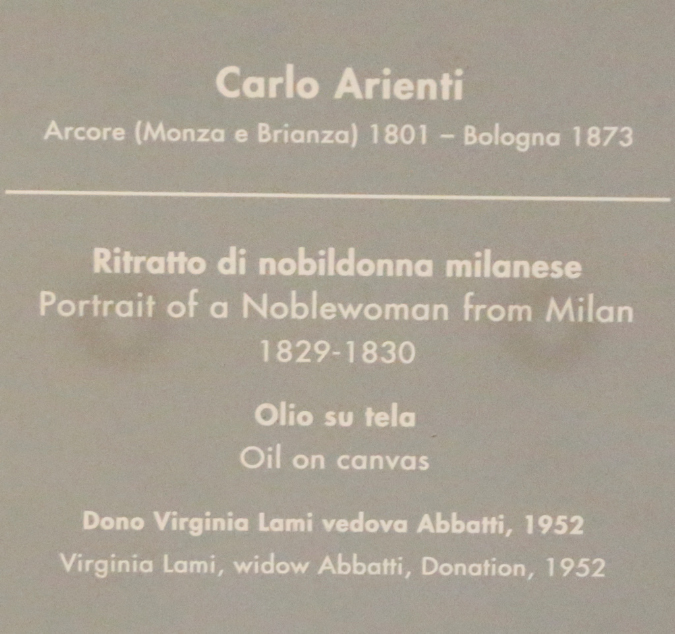 Carlo Arienti
Arcore (Monza e Brianza) 1801 – Bologna 1873
Ritratto di nobildonna milanese
Portrait of a Noblewoman from Milan
1829-1830
Olio su tela
Oil on canvas
Dono Virginia Lami vedova Abbatti, 1952
Virginia Lami, widow Abbatti, Donation, 1952